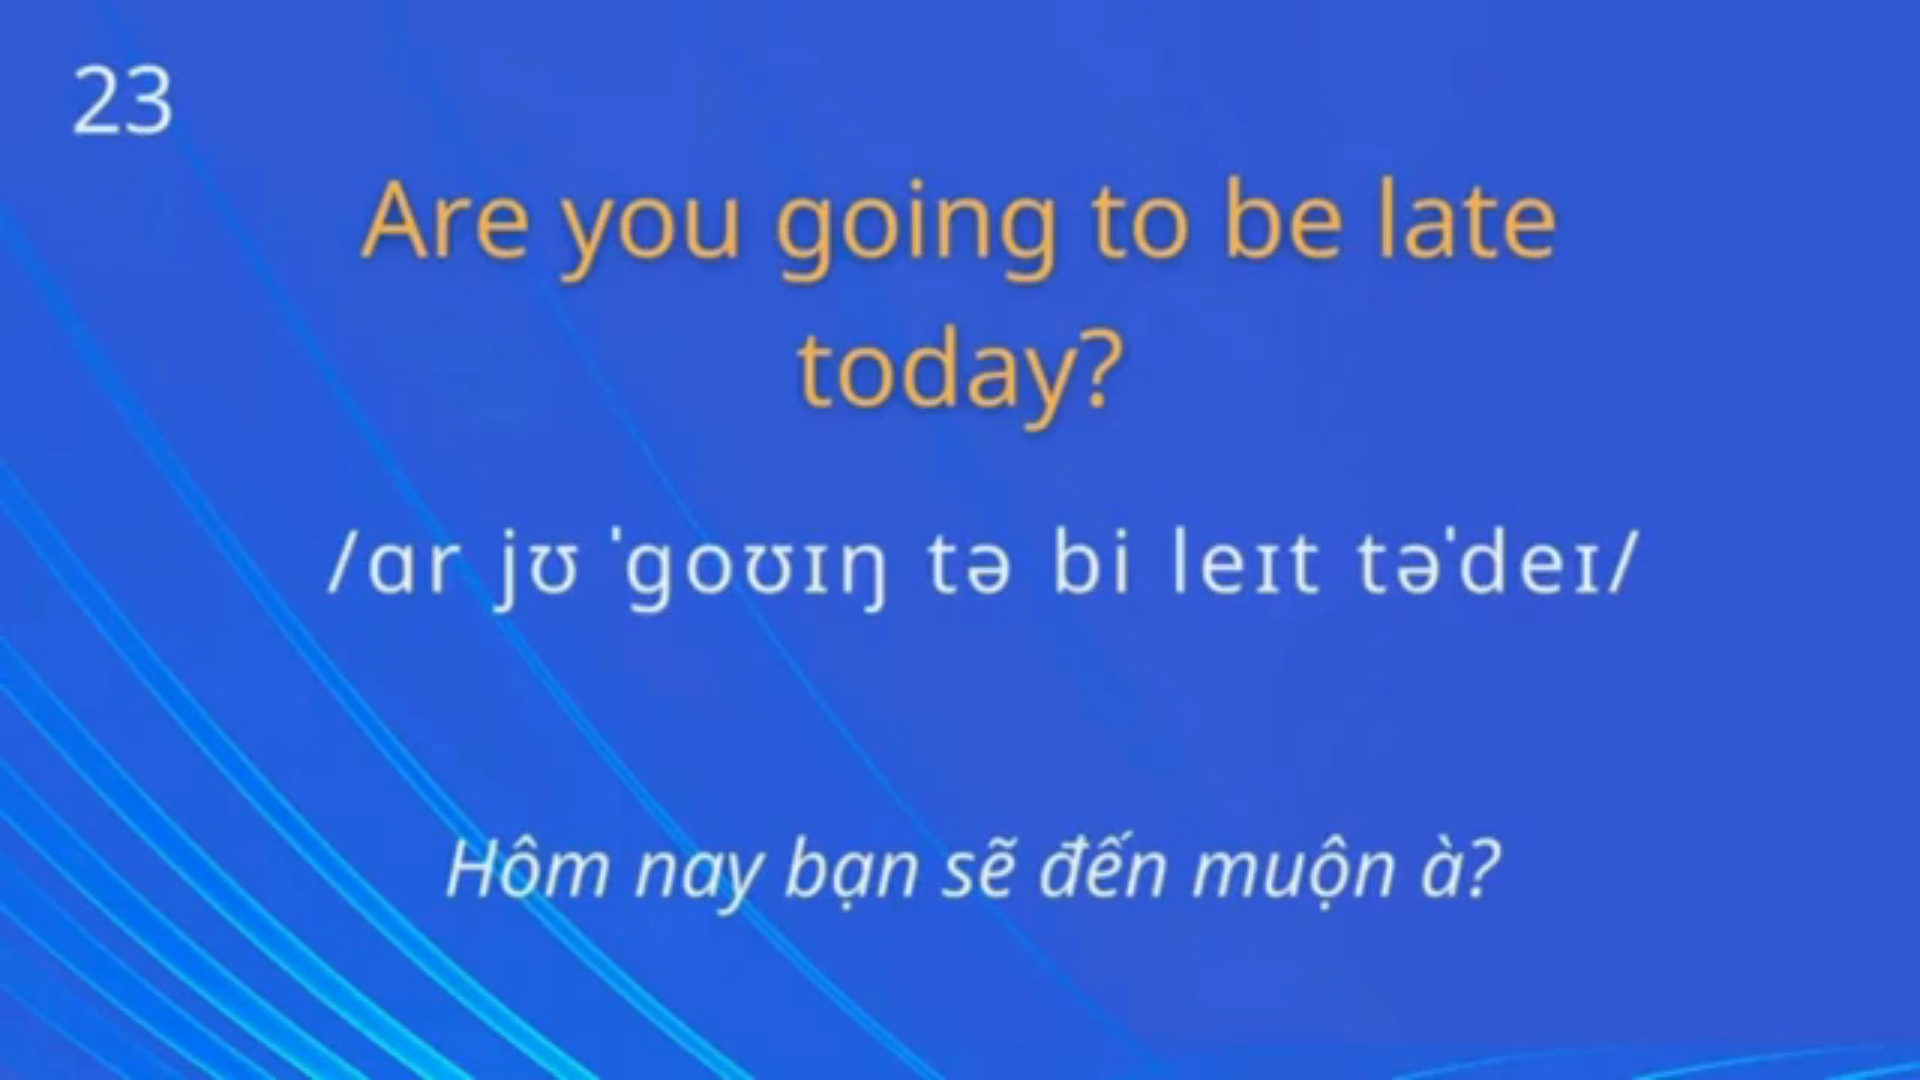 23
Are you going to be late
today?
/ɑr jʊ ˈɡoʊɪŋ tə bi leɪt təˈdeɪ/
Hôm nay bạn sẽ đến muộn à?